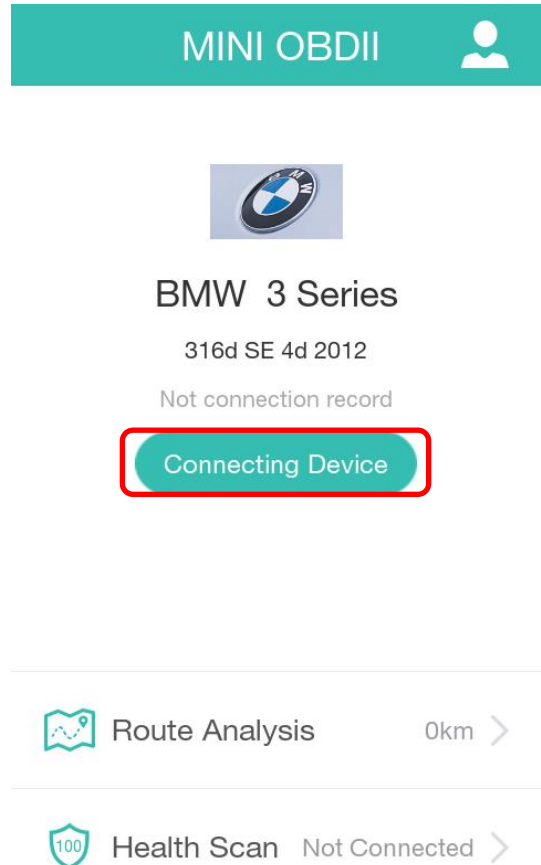 MINI OBDII
BMW 3 Series
316d SE 4d 2012
Not connection record
Connecting Device
Route Analysis 0km
100 Health Scan Not Connected